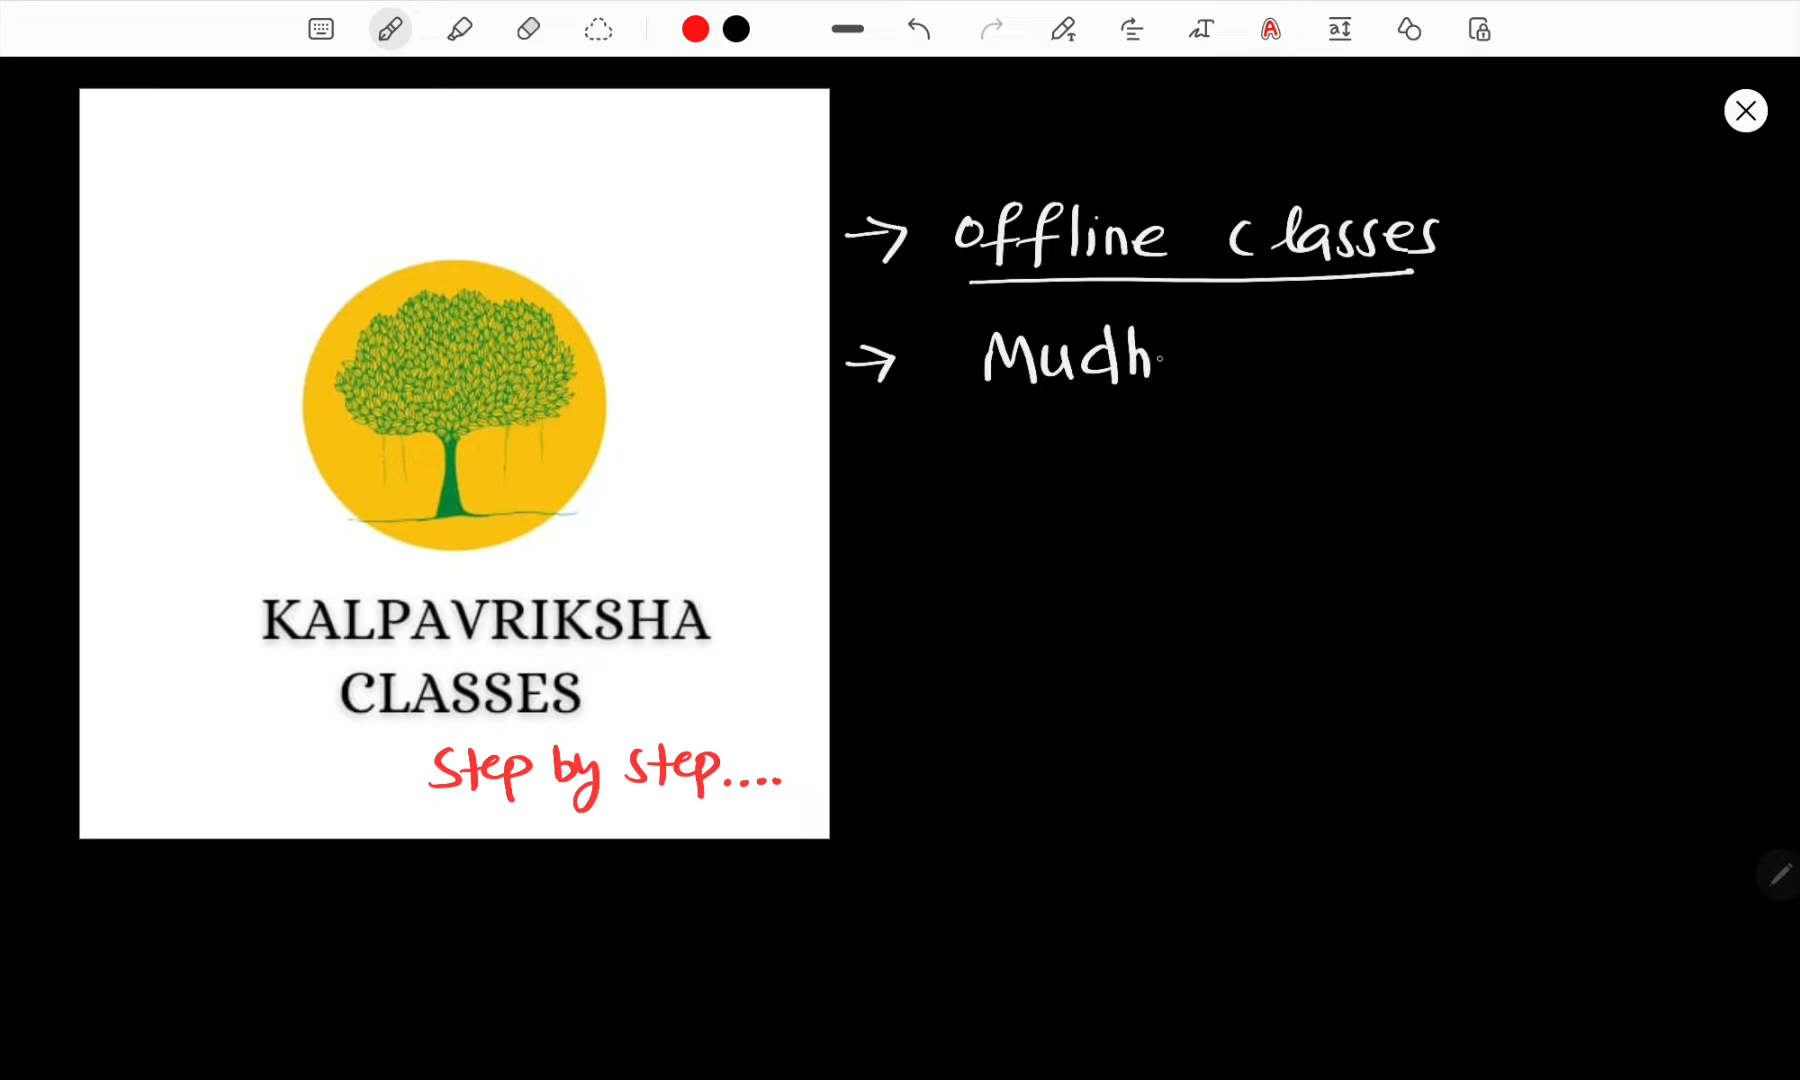 → offline classes
→ Mudh
KALPAVRIKSHA
CLASSES
Step by step....